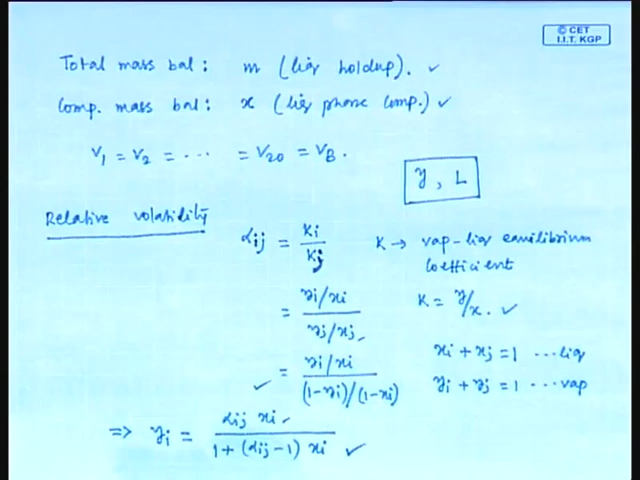 © CET
I.I.T. KGP
Total mass bal : m (liq holdup). ✓
Comp. mass bal : x (liq phase comp.) ✓
V₁ = V₂ = ... = V₂₀ = V_B.
y, L
Relative volatility
αij = Ki / Kj
K → vap-liq equilibrium coefficient
= yi/xi / yj/xj
K = y/x. ✓
= yi/xi / (1-yi)/(1-xi) ✓
xi + xj = 1 ... liq
yi + yj = 1 ... vap
⇒ yi = αij xi / 1 + (αij-1) xi ✓